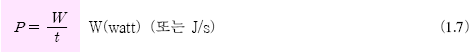 P = W/t W(watt) (또는 J/s) (1.7)